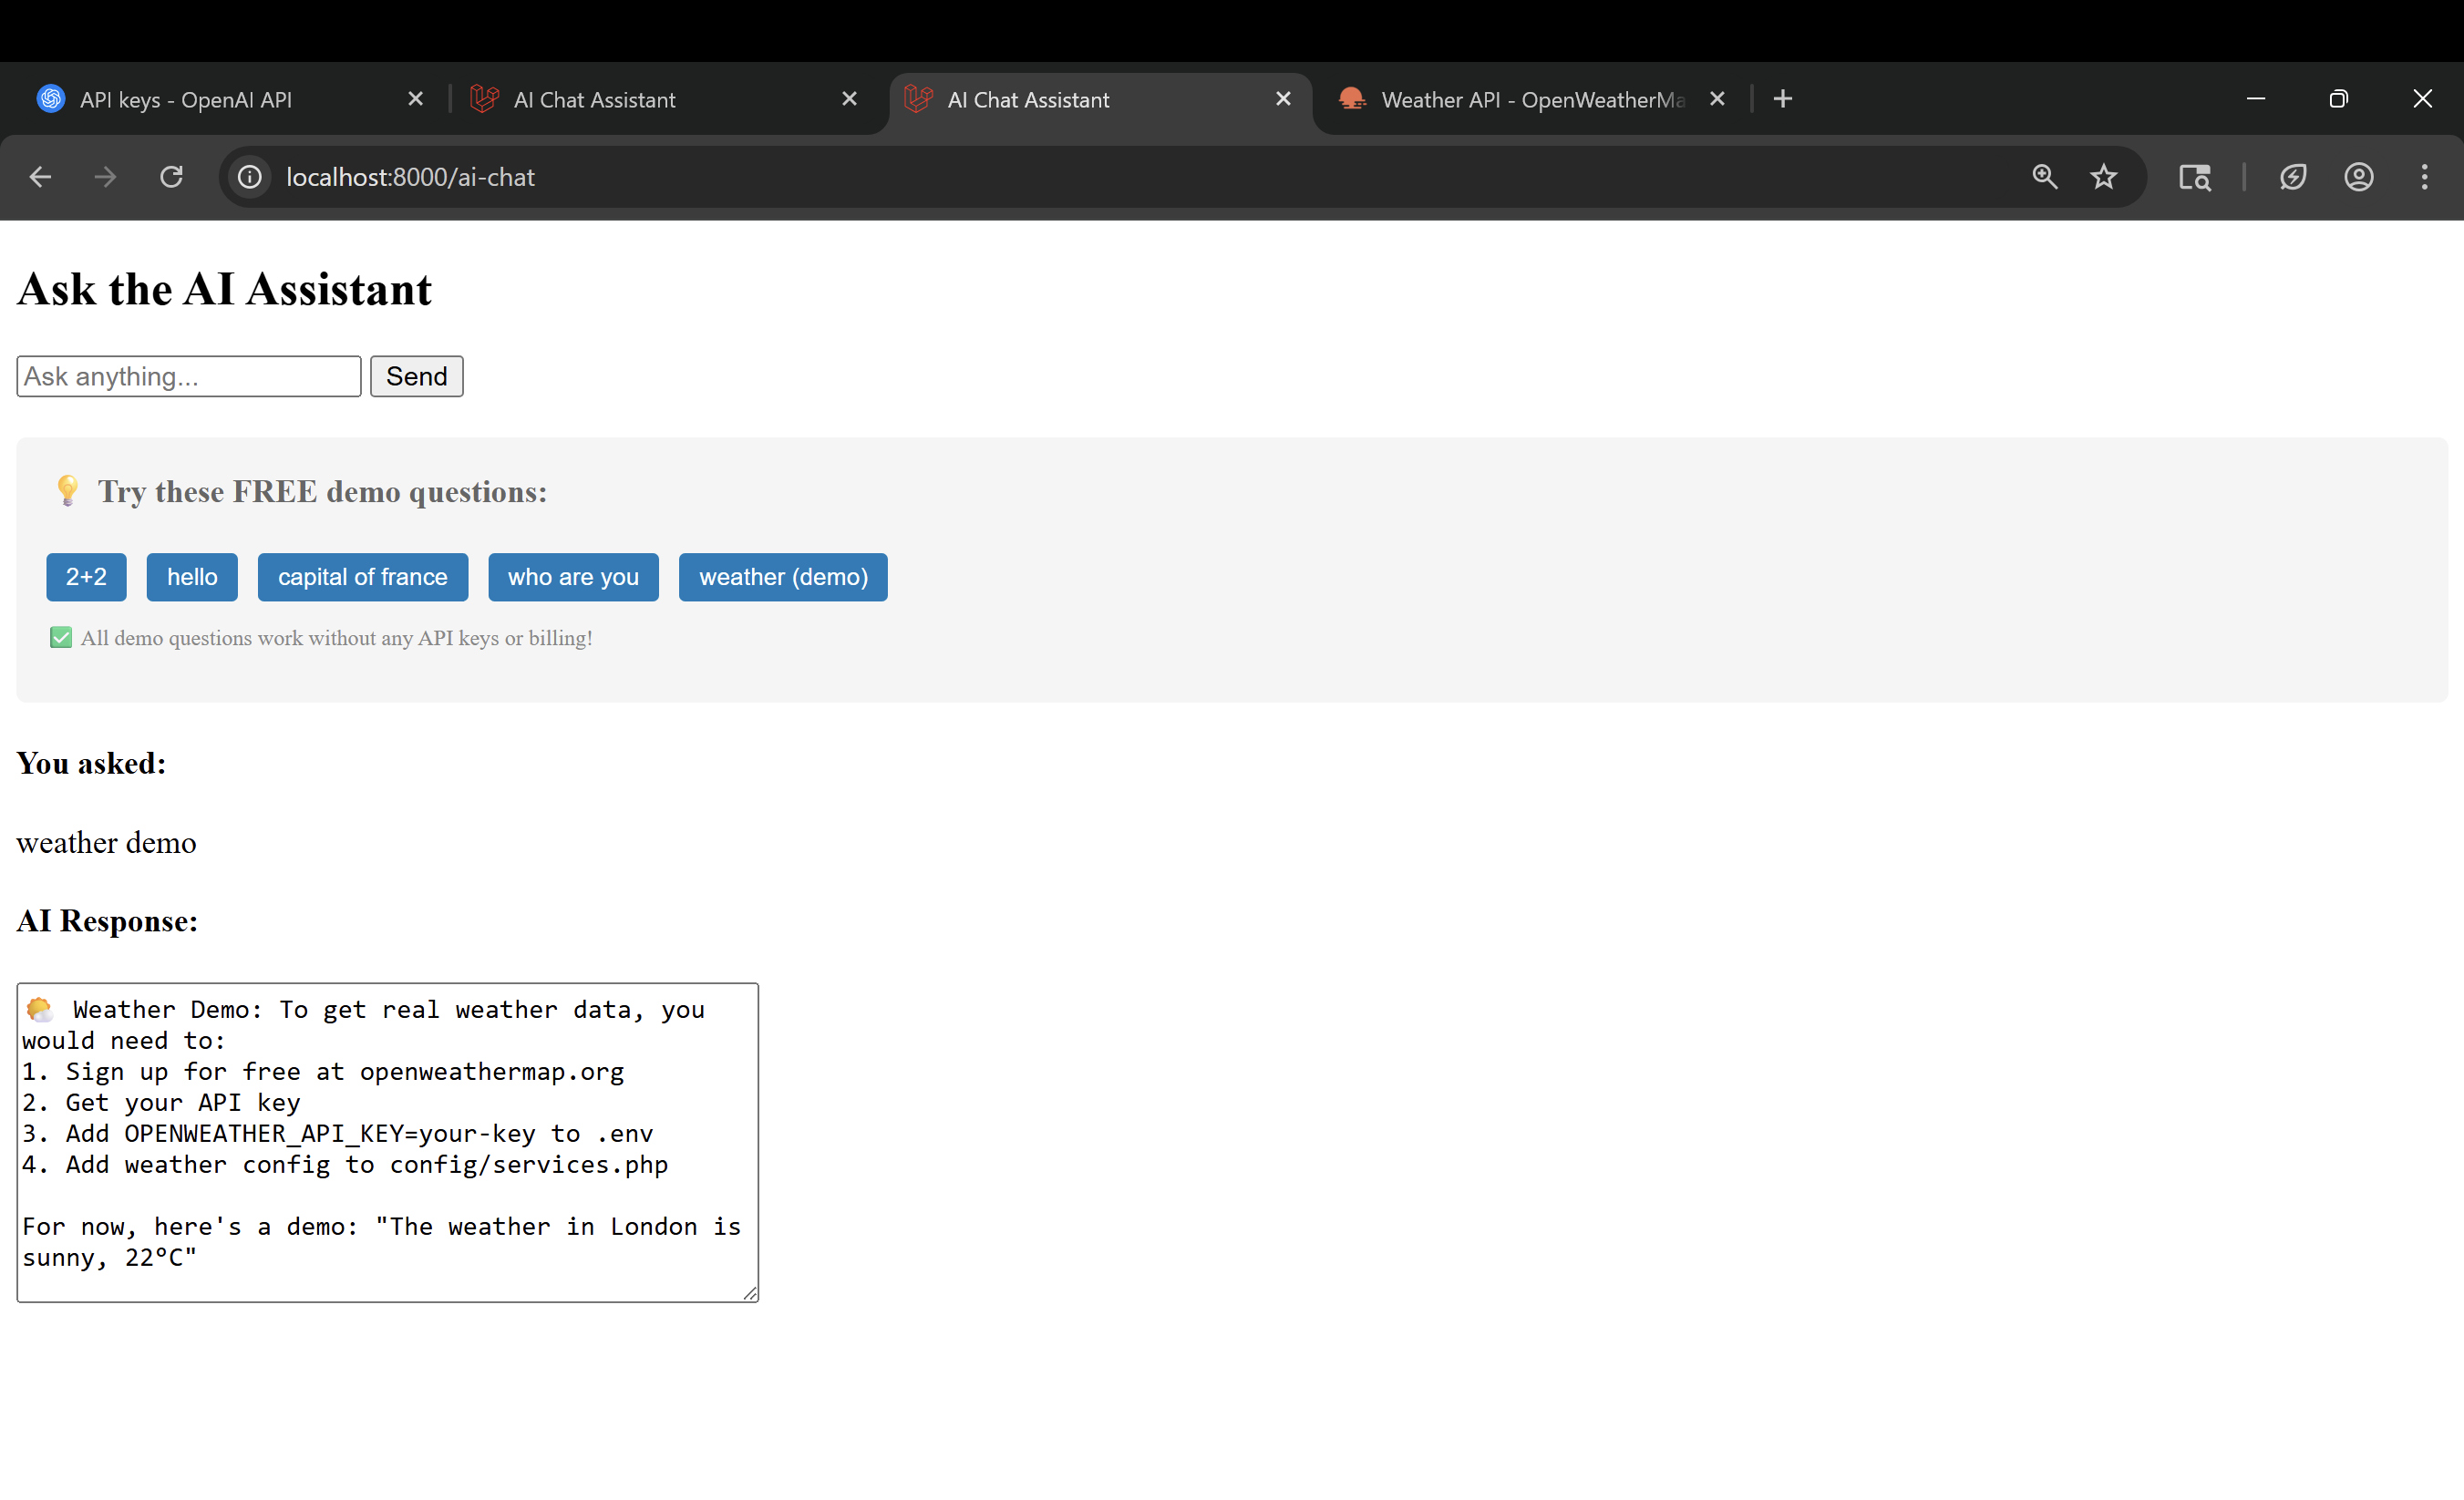 API keys - OpenAI API
AI Chat Assistant
AI Chat Assistant
Weather API - OpenWeatherMa
localhost:8000/ai-chat
Ask the AI Assistant
Ask anything... Send
💡 Try these FREE demo questions:
2+2 hello capital of france who are you weather (demo)
✅ All demo questions work without any API keys or billing!
You asked:
weather demo
AI Response:
🌤️ Weather Demo: To get real weather data, you
would need to:
1. Sign up for free at openweathermap.org
2. Get your API key
3. Add OPENWEATHER_API_KEY=your-key to .env
4. Add weather config to config/services.php
For now, here's a demo: "The weather in London is
sunny, 22°C"